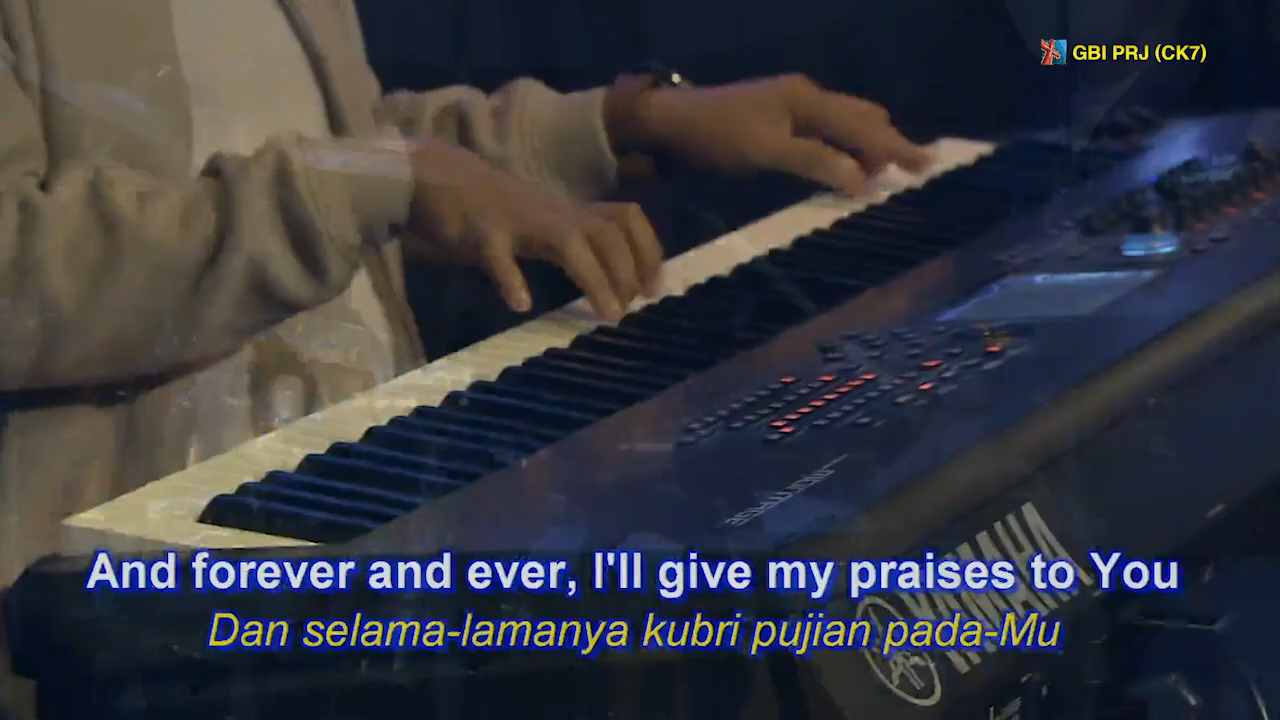 GBI PRJ (CK7)
MONTAGE
And forever and ever, I'll give my praises to You
Dan selama-lamanya kubri pujian pada-Mu
YAMAHA